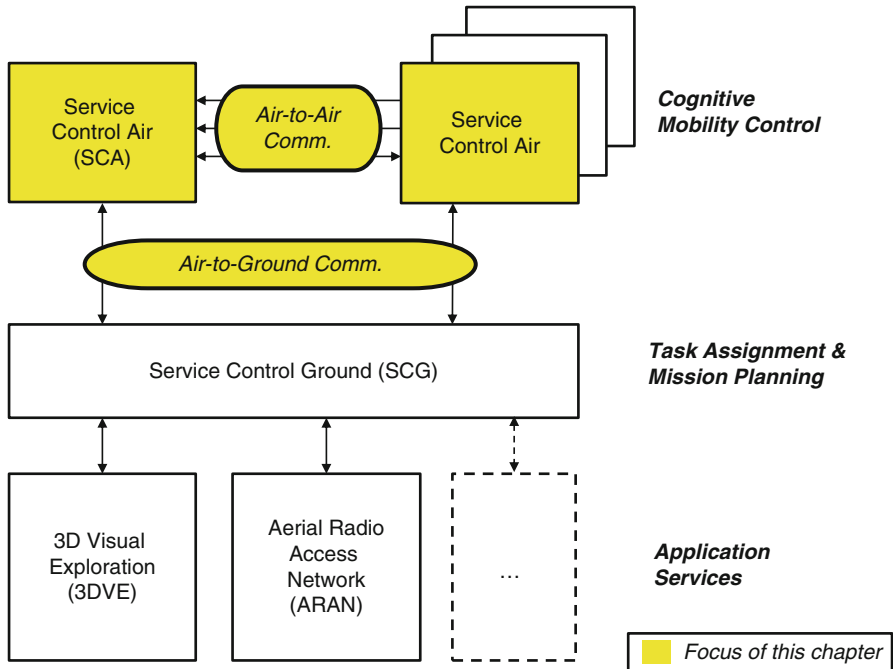 Service
Control Air
(SCA)
Air-to-Air
Comm.
Service
Control Air
Cognitive
Mobility Control
Air-to-Ground Comm.
Service Control Ground (SCG)
Task Assignment &
Mission Planning
3D Visual
Exploration
(3DVE)
Aerial Radio
Access
Network
(ARAN)
...
Application
Services
Focus of this chapter